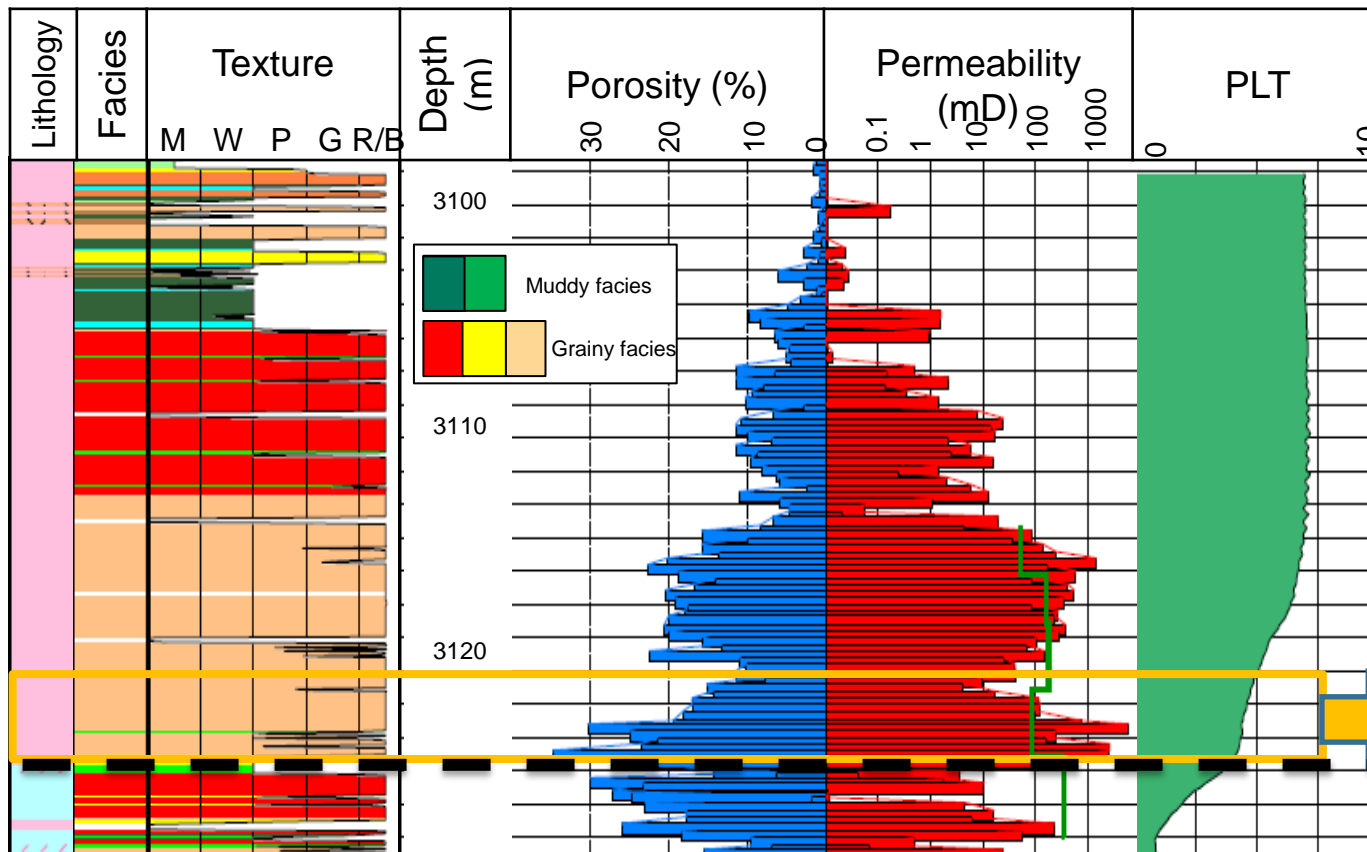 Lithology
Facies
Texture
M W P G R/B
Depth
(m)
Porosity (%)
30 20 10 0
Permeability
(mD)
0.1 1 10 100 1000
PLT
0 10
3100
Muddy facies
Grainy facies
3110
3120